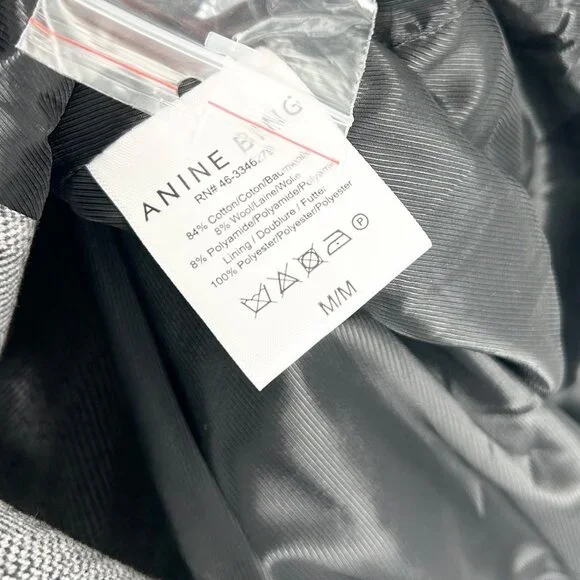 ANINE BING
RN# 46-3346278
84% Cotton/Coton/Baumwolle
8% Wool/Laine/Wolle
8% Polyamide/Polyamide/Polyamid
Lining / Doublure / Futter:
100% Polyester/Polyester/Polyester
P
M/M